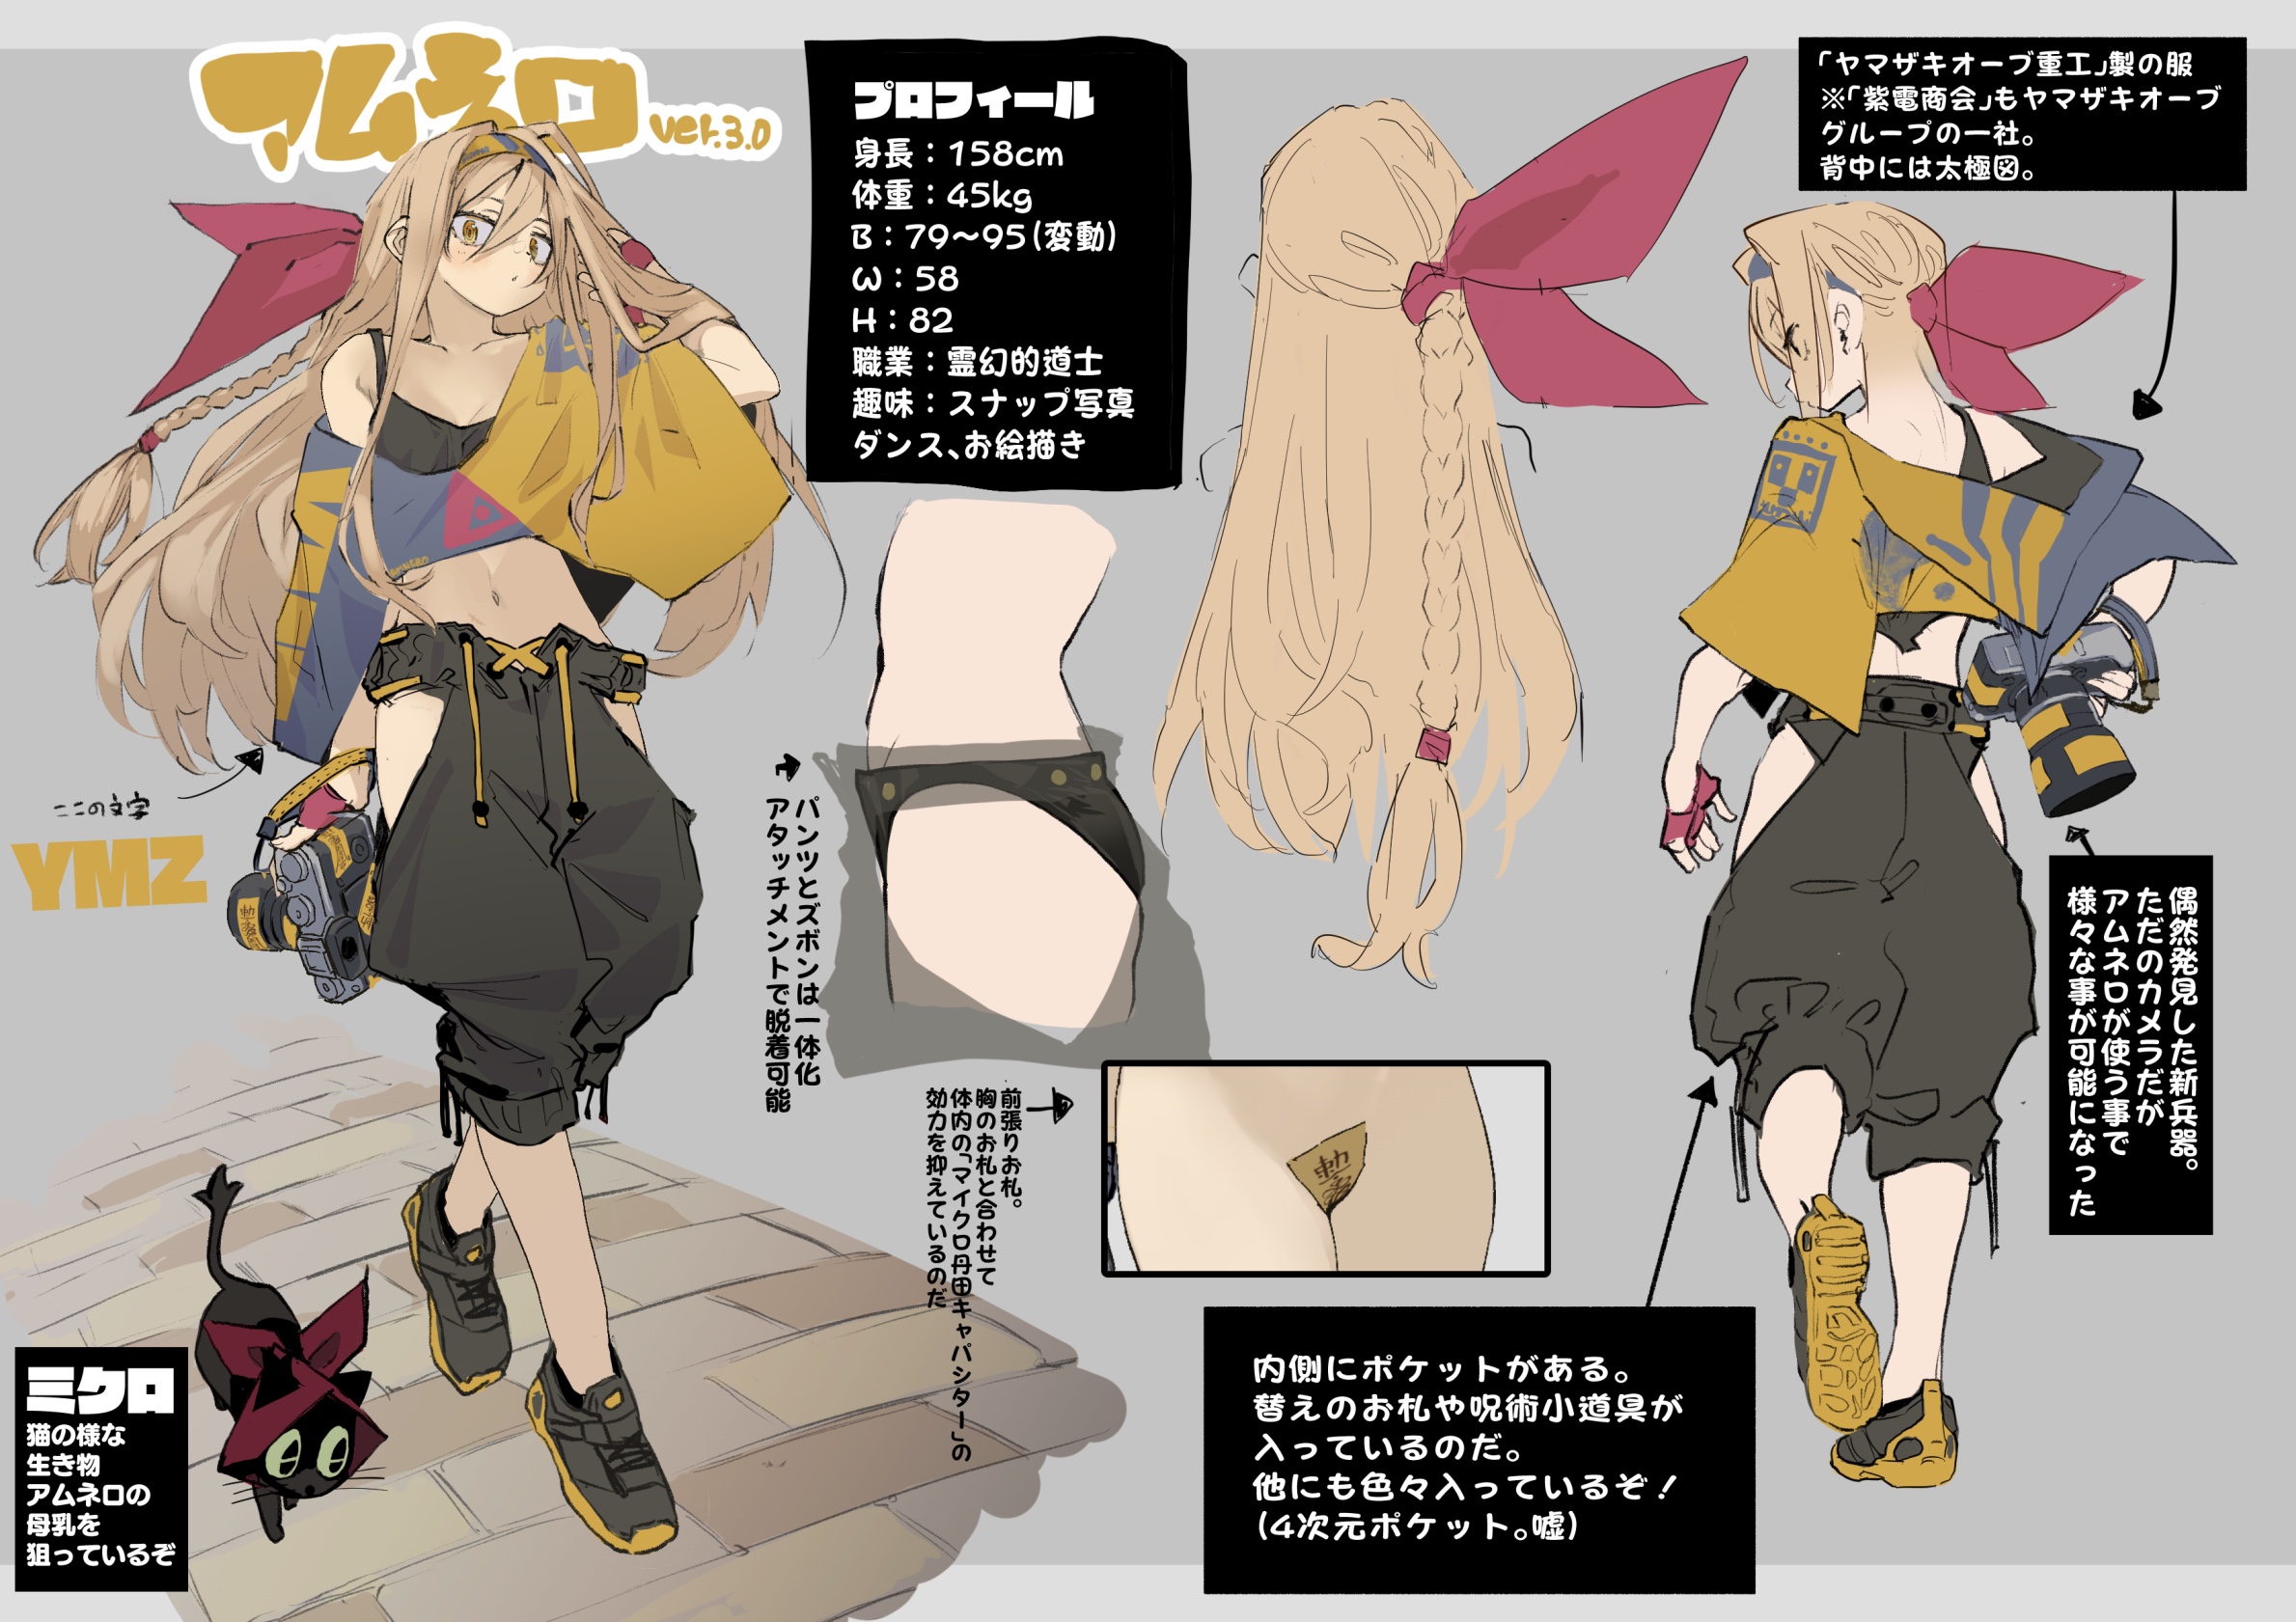 アムネロ ver.3.0
プロフィール
身長：158cm
体重：45kg
B：79～95(変動)
W：58
H：82
職業：霊幻的道士
趣味：スナップ写真
ダンス、お絵描き
「ヤマザキオーブ重工」製の服
※「紫電商会」もヤマザキオーブ
グループの一社。
背中には太極図。
ここの文字
YMZ
パンツとズボンは一体化
アタッチメントで脱着可能
前張りお札。
胸のお札と合わせて
体内の「マイクロ丹田キャパシター」の
効力を抑えているのだ
偶然発見した新兵器。
ただのカメラだが
アムネロが使う事で
様々な事が可能になった
内側にポケットがある。
替えのお札や呪術小道具が
入っているのだ。
他にも色々入っているぞ！
(4次元ポケット。嘘)
ミクロ
猫の様な
生き物
アムネロの
母乳を
狙っているぞ